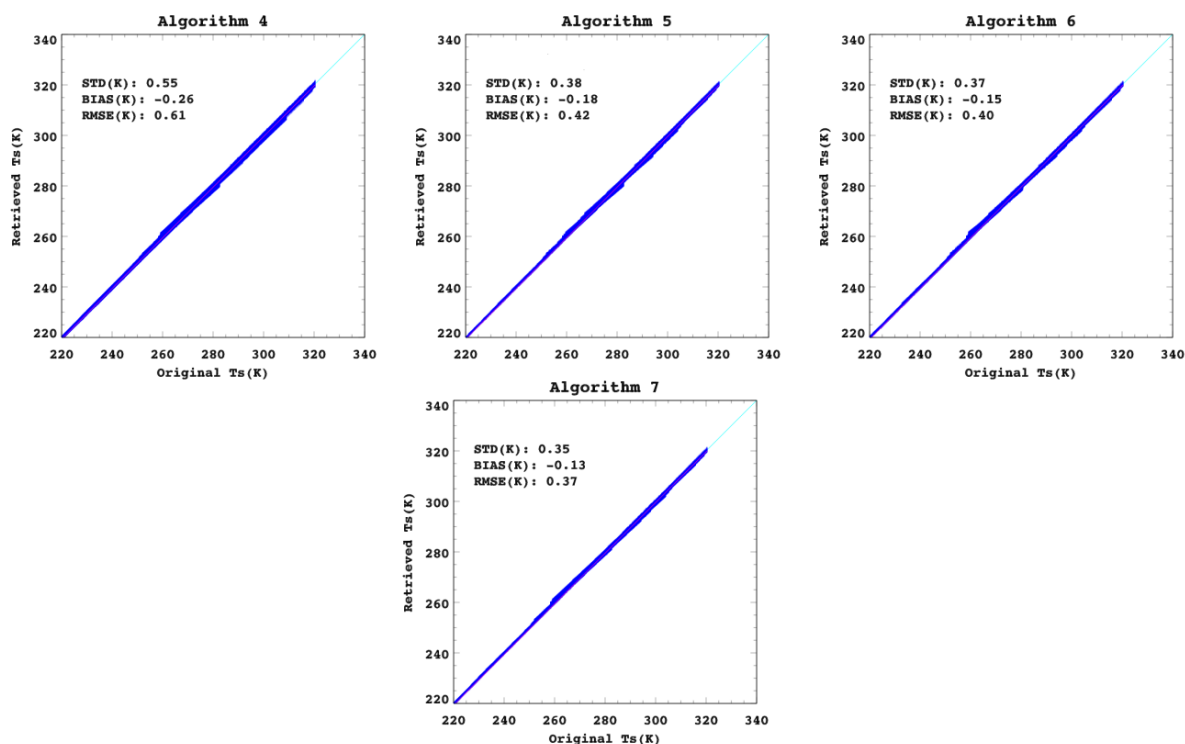 Algorithm 4
340
320
300
280
260
240
220
Retrieved Ts(K)
STD(K): 0.55
BIAS(K): -0.26
RMSE(K): 0.61
220 240 260 280 300 320 340
Original Ts(K)
Algorithm 5
340
320
300
280
260
240
220
Retrieved Ts(K)
STD(K): 0.38
BIAS(K): -0.18
RMSE(K): 0.42
220 240 260 280 300 320 340
Original Ts(K)
Algorithm 6
340
320
300
280
260
240
220
Retrieved Ts(K)
STD(K): 0.37
BIAS(K): -0.15
RMSE(K): 0.40
220 240 260 280 300 320 340
Original Ts(K)
Algorithm 7
340
320
300
280
260
240
220
Retrieved Ts(K)
STD(K): 0.35
BIAS(K): -0.13
RMSE(K): 0.37
220 240 260 280 300 320 340
Original Ts(K)